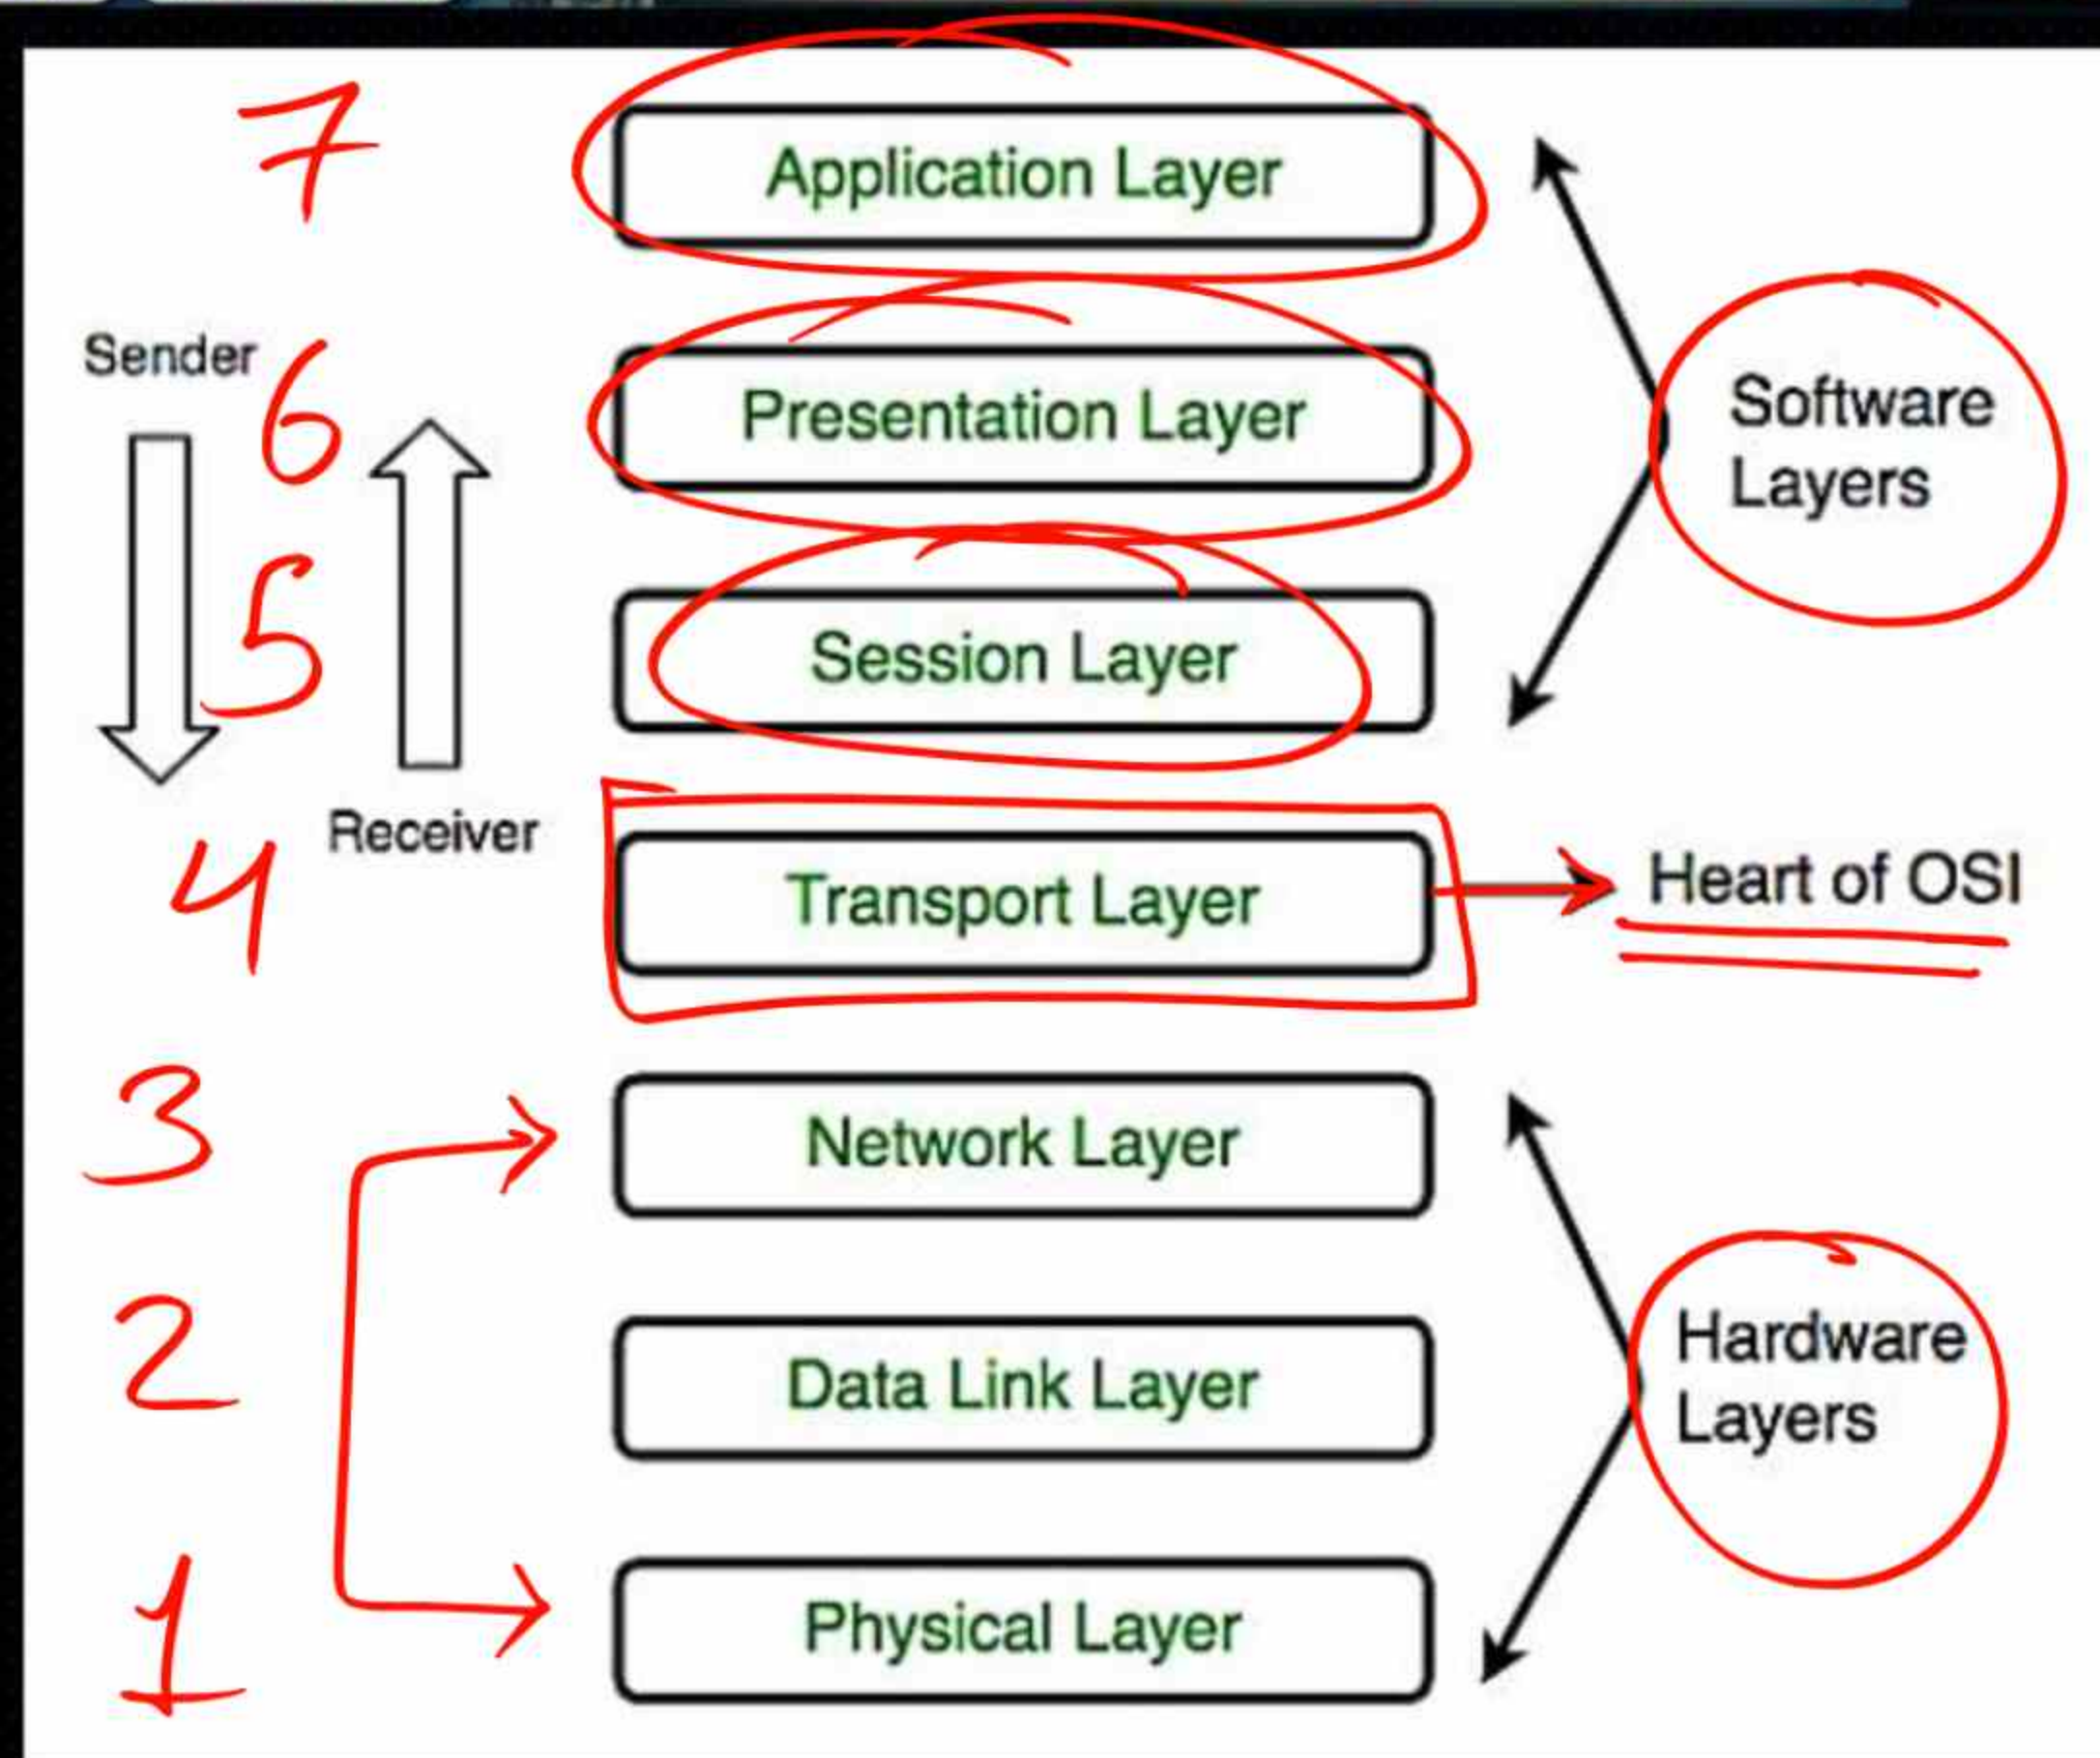 7
Application Layer
Sender
6
Presentation Layer
Software
Layers
5
Session Layer
Receiver
4
Transport Layer
Heart of OSI
3
Network Layer
2
Data Link Layer
Hardware
Layers
1
Physical Layer